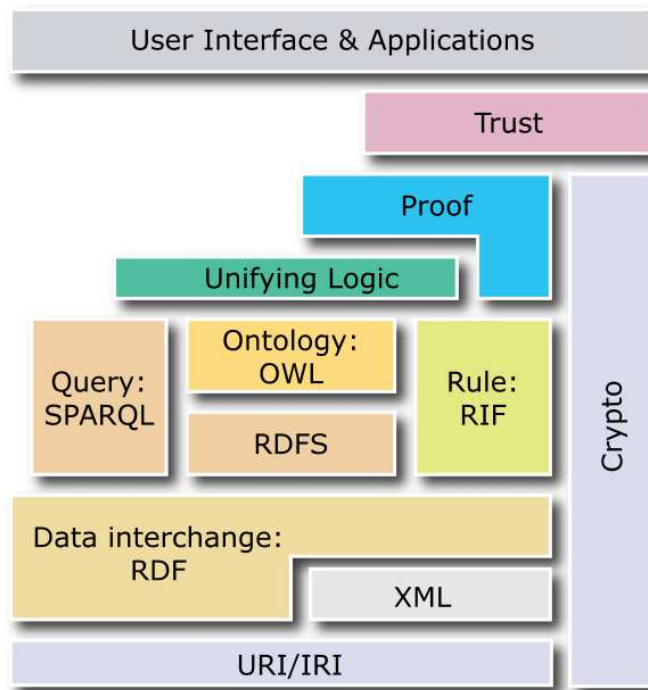 User Interface & Applications
Trust
Proof
Unifying Logic
Query:
SPARQL
Ontology:
OWL
RDFS
Rule:
RIF
Crypto
Data interchange:
RDF
XML
URI/IRI